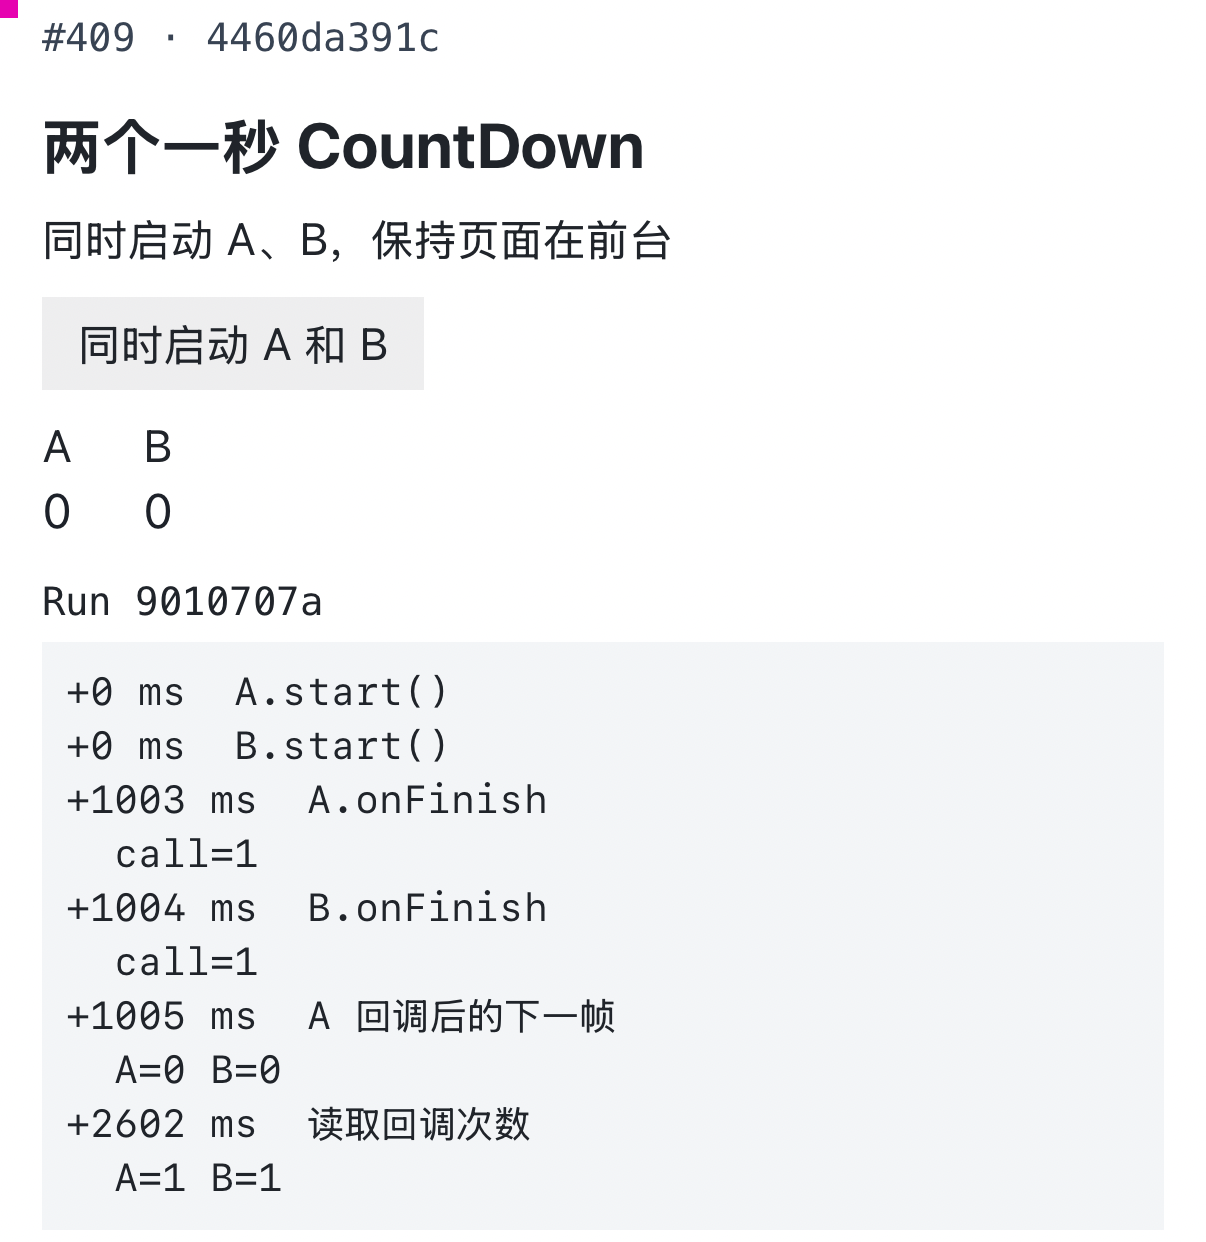 #409 · 4460da391c
两个一秒 CountDown
同时启动 A、B，保持页面在前台
同时启动 A 和 B
A B
0 0
Run 9010707a
+0 ms  A.start()
+0 ms  B.start()
+1003 ms  A.onFinish
  call=1
+1004 ms  B.onFinish
  call=1
+1005 ms  A 回调后的下一帧
  A=0 B=0
+2602 ms  读取回调次数
  A=1 B=1